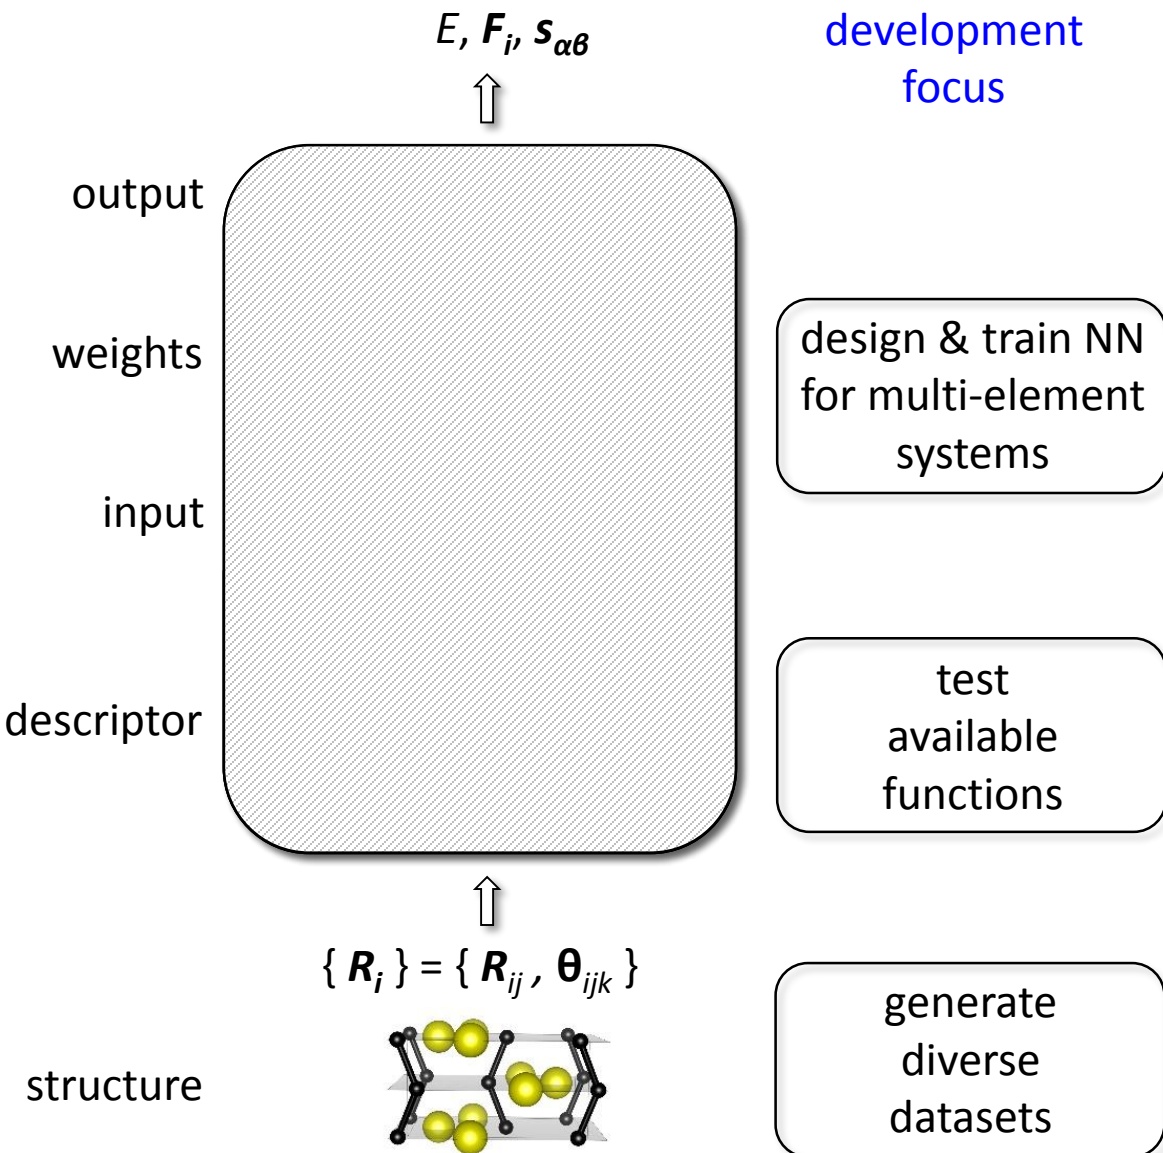 E, F_i, s_αβ
development
focus
output
weights
design & train NN
for multi-element
systems
input
descriptor
test
available
functions
{ R_i } = { R_ij , θ_ijk }
structure
generate
diverse
datasets